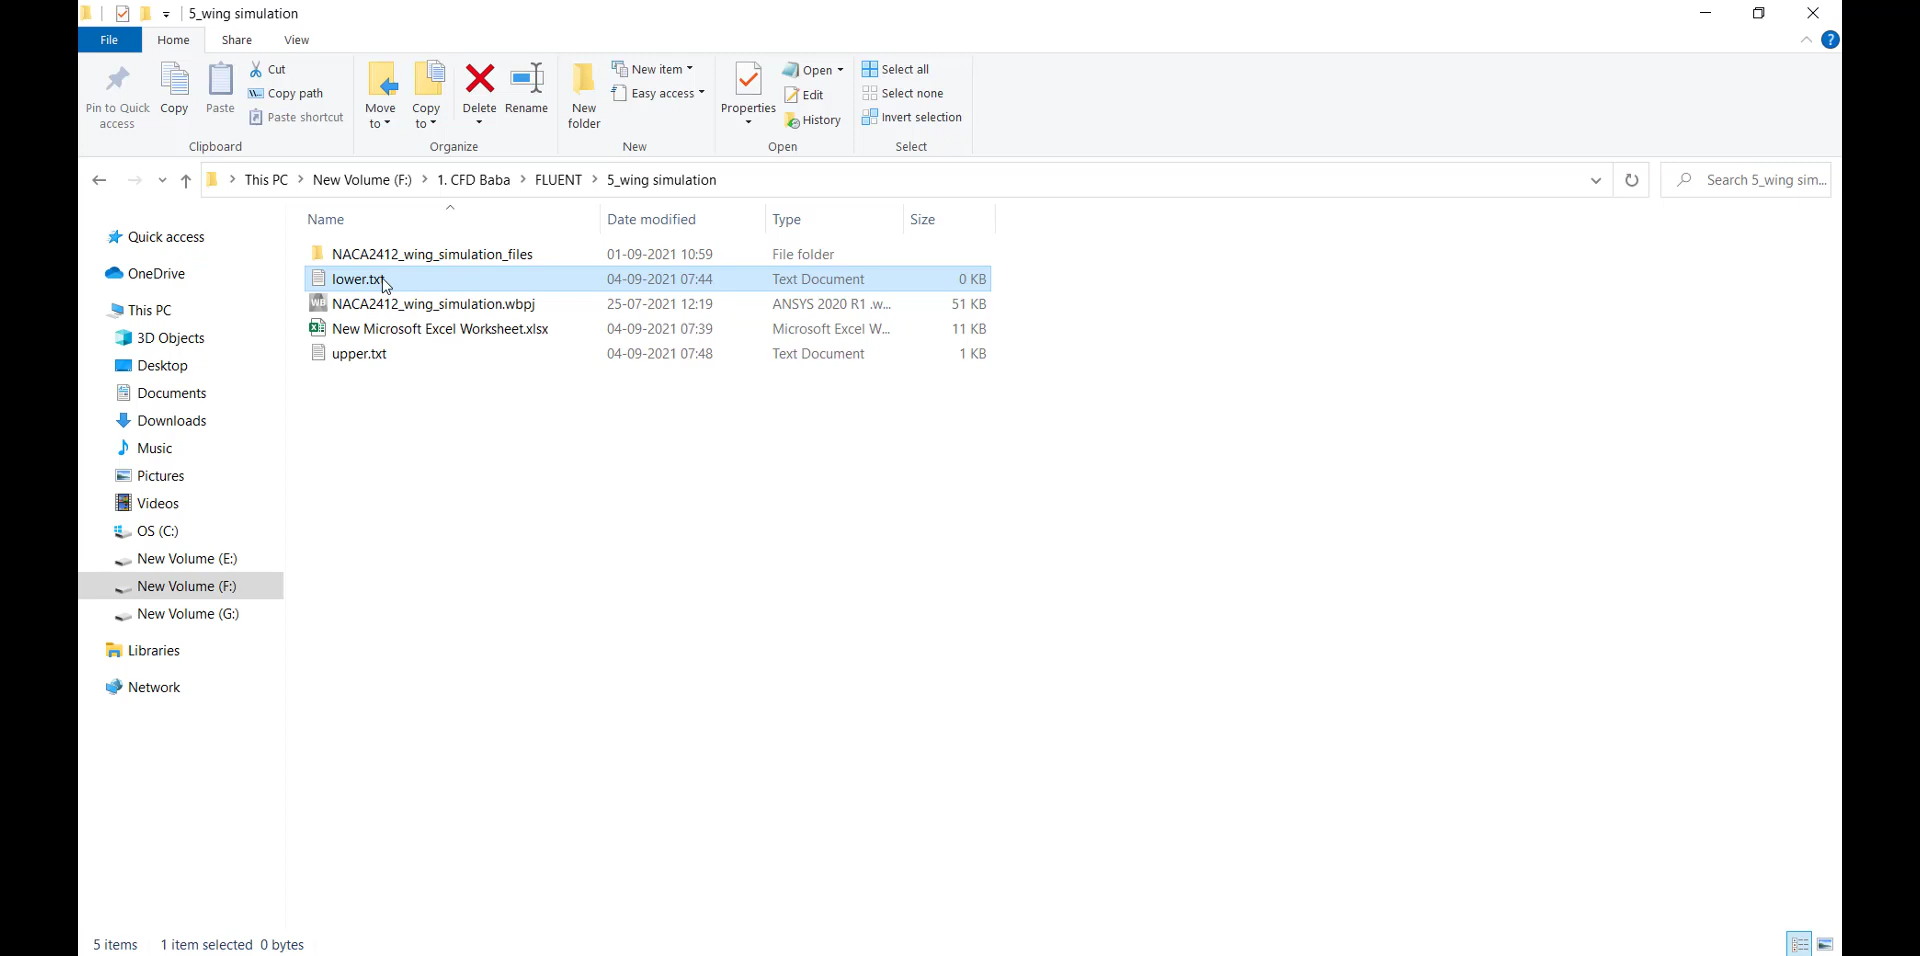 5_wing simulation
File Home Share View
Pin to Quick access
Copy
Paste
Cut
Copy path
Paste shortcut
Clipboard
Move to
Copy to
Delete
Rename
Organize
New folder
New item
Easy access
New
Properties
Open
Edit
History
Open
Select all
Select none
Invert selection
Select
This PC > New Volume (F:) > 1. CFD Baba > FLUENT > 5_wing simulation
Search 5_wing sim...
Name Date modified Type Size
NACA2412_wing_simulation_files 01-09-2021 10:59 File folder
lower.txt 04-09-2021 07:44 Text Document 0 KB
NACA2412_wing_simulation.wbpj 25-07-2021 12:19 ANSYS 2020 R1 .w... 51 KB
New Microsoft Excel Worksheet.xlsx 04-09-2021 07:39 Microsoft Excel W... 11 KB
upper.txt 04-09-2021 07:48 Text Document 1 KB
Quick access
OneDrive
This PC
3D Objects
Desktop
Documents
Downloads
Music
Pictures
Videos
OS (C:)
New Volume (E:)
New Volume (F:)
New Volume (G:)
Libraries
Network
5 items 1 item selected 0 bytes